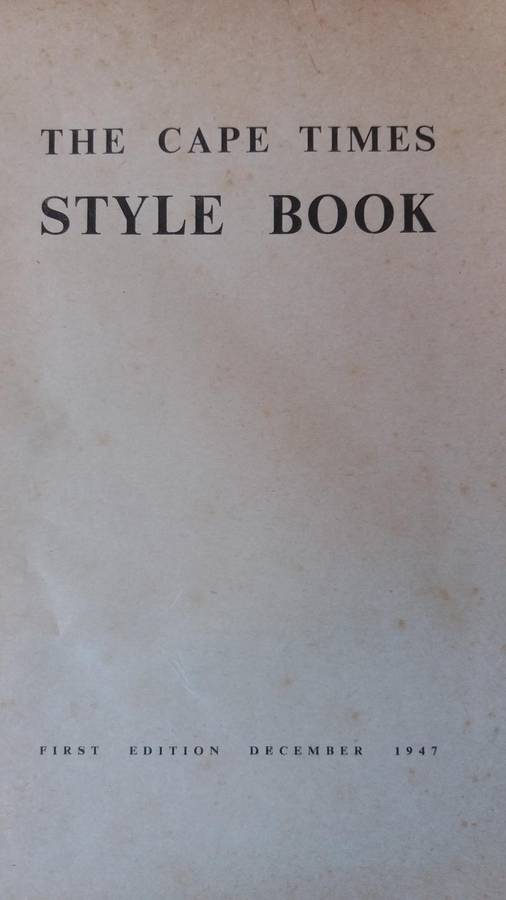 THE CAPE TIMES
STYLE BOOK
FIRST EDITION DECEMBER 1947